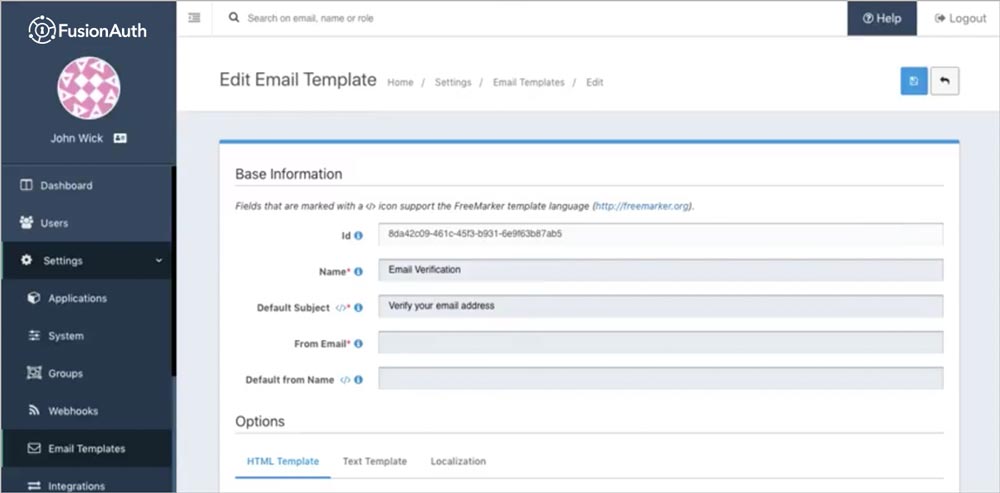 FusionAuth
Search on email, name or role
Help
Logout
John Wick
Dashboard
Users
Settings
Applications
System
Groups
Webhooks
Email Templates
Integrations
Edit Email Template Home / Settings / Email Templates / Edit
Base Information
Fields that are marked with a </> icon support the FreeMarker template language (http://freemarker.org).
Id 8da42c09-461c-45f3-b931-6e9f63b87ab5
Name* Email Verification
Default Subject </>* Verify your email address
From Email*
Default from Name </>
Options
HTML Template Text Template Localization